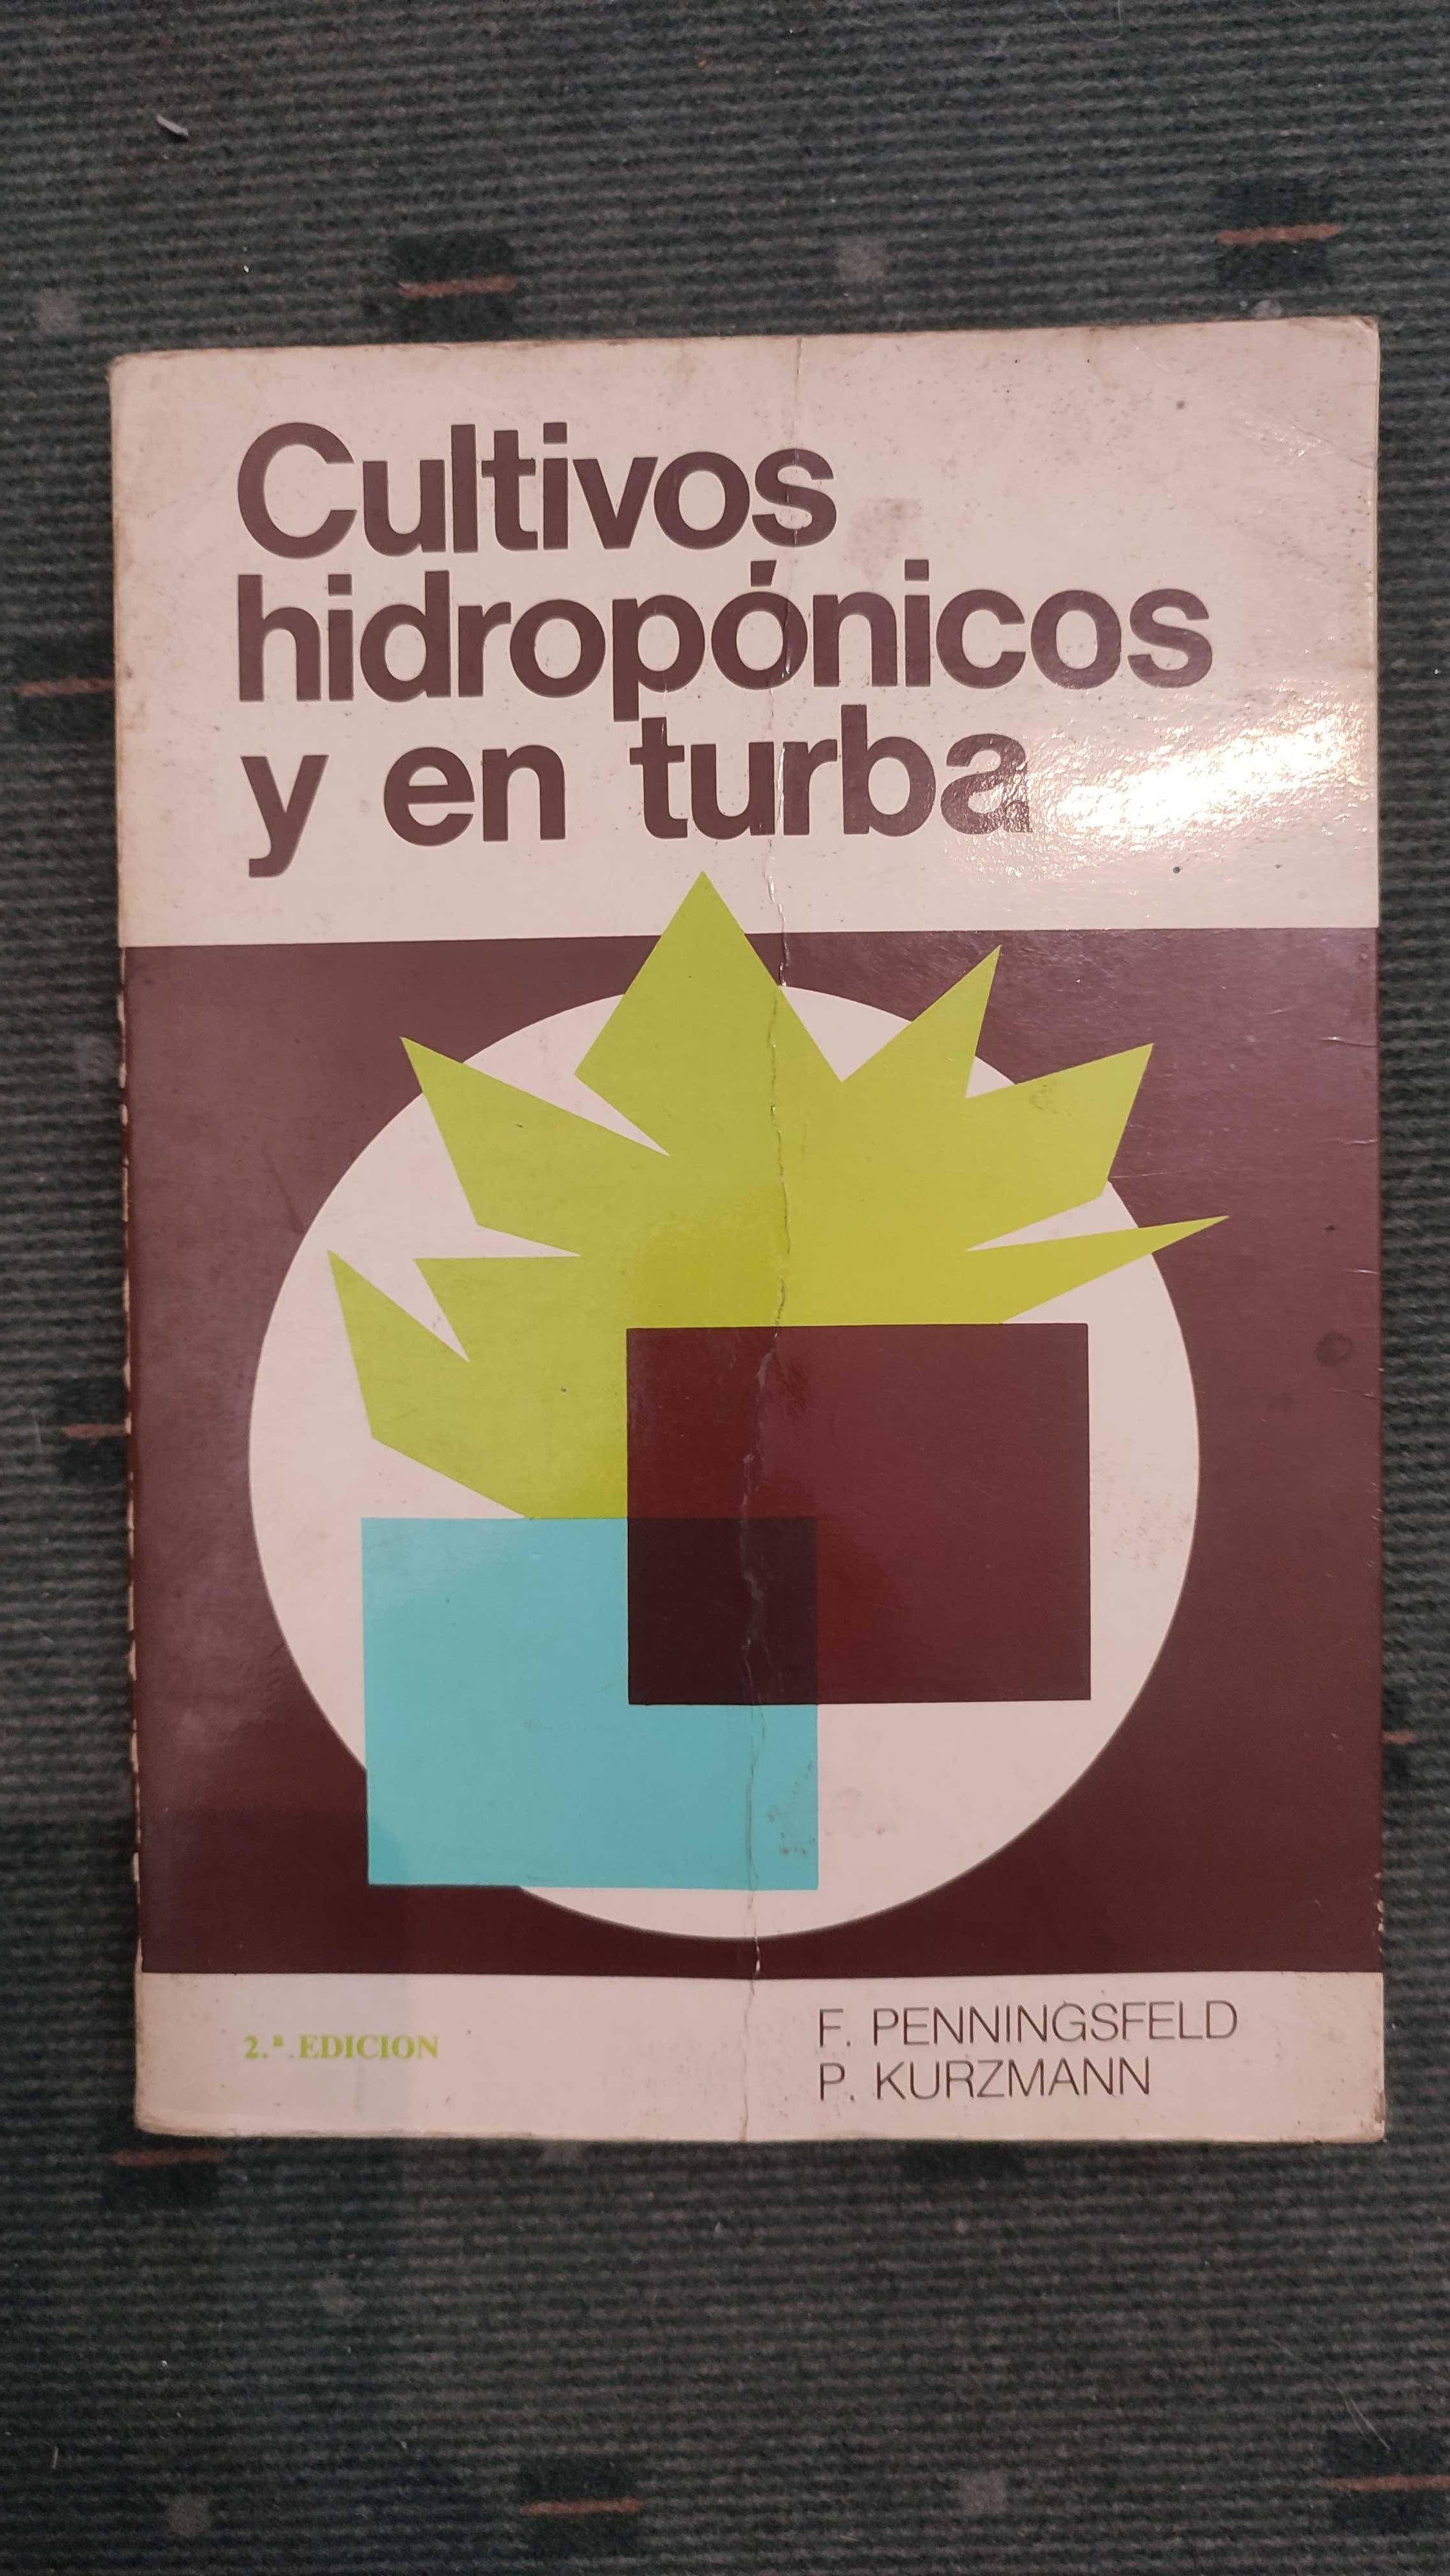 Cultivos
hidropónicos
y en turba
2.ª EDICION
F. PENNINGSFELD
P. KURZMANN